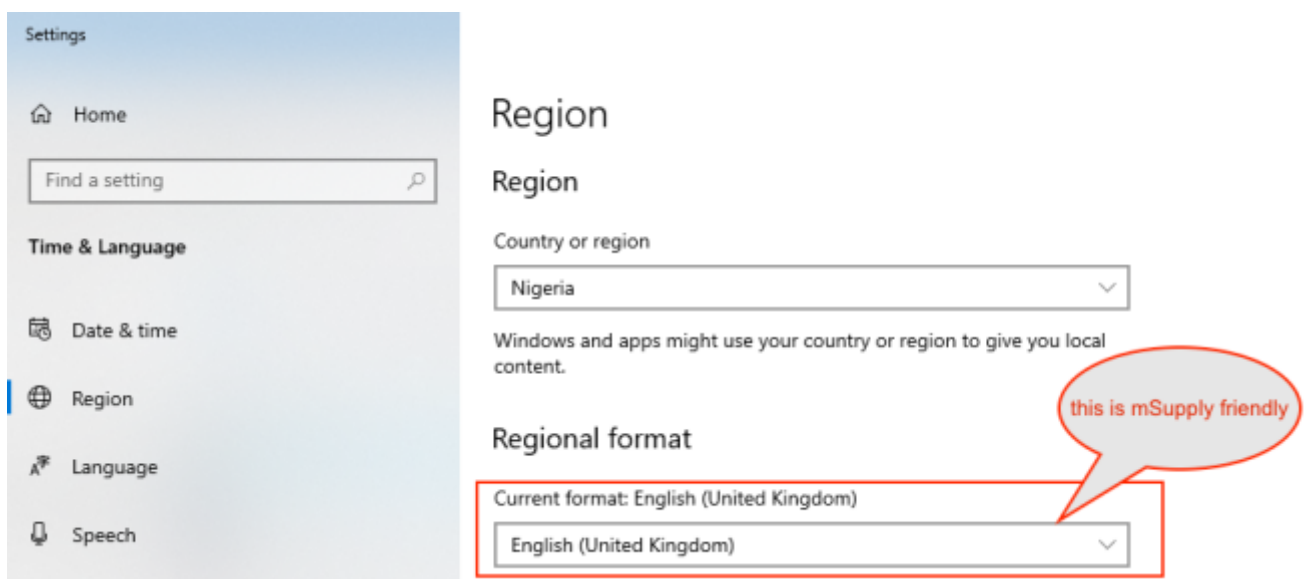 Settings
Home
Find a setting
Time & Language
Date & time
Region
Language
Speech
Region
Region
Country or region
Nigeria
Windows and apps might use your country or region to give you local
content.
this is mSupply friendly
Regional format
Current format: English (United Kingdom)
English (United Kingdom)